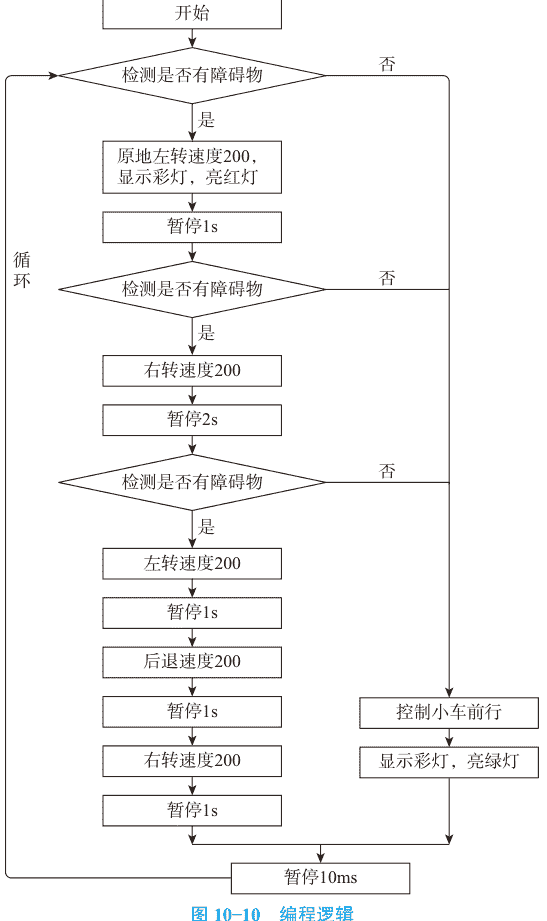 开始
检测是否有障碍物
否
是
原地左转速度200，
显示彩灯，亮红灯
暂停1s
循
环
检测是否有障碍物
否
是
右转速度200
暂停2s
检测是否有障碍物
否
是
左转速度200
暂停1s
后退速度200
暂停1s
控制小车前行
右转速度200
显示彩灯，亮绿灯
暂停1s
暂停10ms
图 10-10 编程逻辑